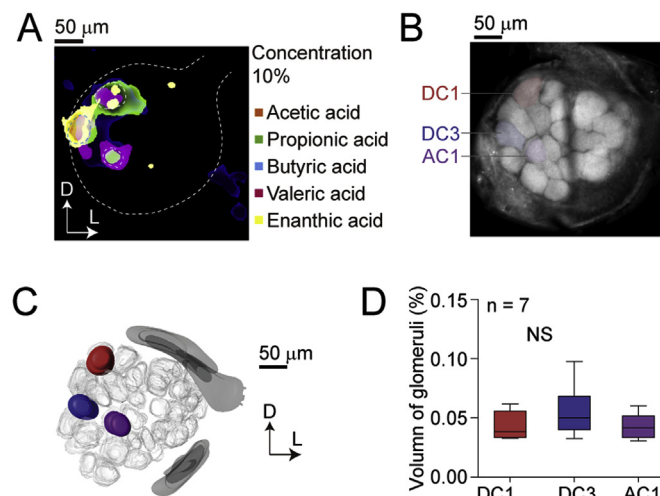 A
50 μm
Concentration
10%
Acetic acid
Propionic acid
Butyric acid
Valeric acid
Enanthic acid
D
L
B
50 μm
DC1
DC3
AC1
C
50 μm
D
L
D
Volumn of glomeruli (%)
n = 7
NS
0.15
0.10
0.05
0.00
DC1
DC3
AC1